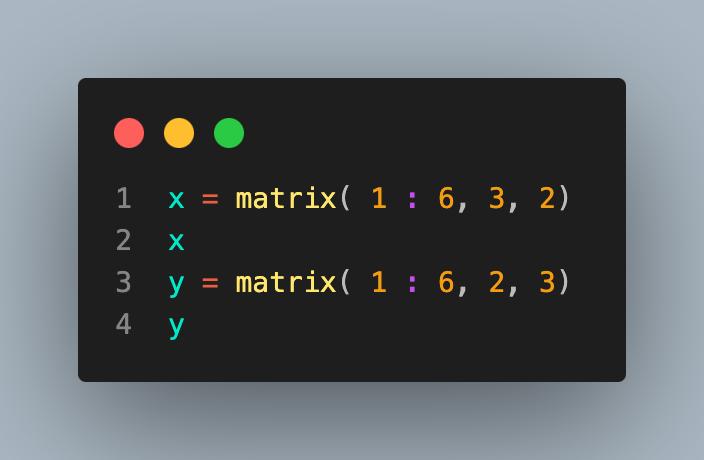 1 x = matrix( 1 : 6, 3, 2)
2 x
3 y = matrix( 1 : 6, 2, 3)
4 y